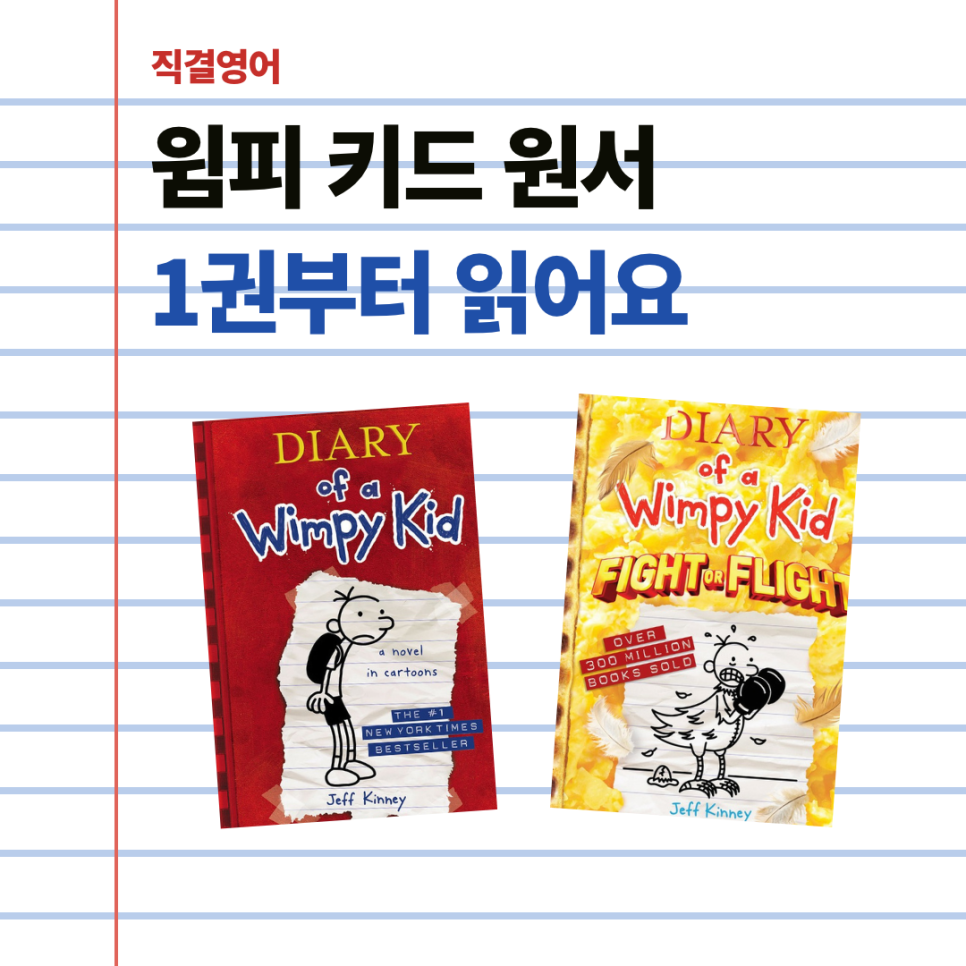 직결영어
윔피 키드 원서
1권부터 읽어요
DIARY
of a
Wimpy Kid
a novel
in cartoons
THE #1
NEW YORK TIMES
BESTSELLER
Jeff Kinney
DIARY
of a
Wimpy Kid
FIGHT OR FLIGHT
OVER
300 MILLION
BOOKS SOLD
Jeff Kinney